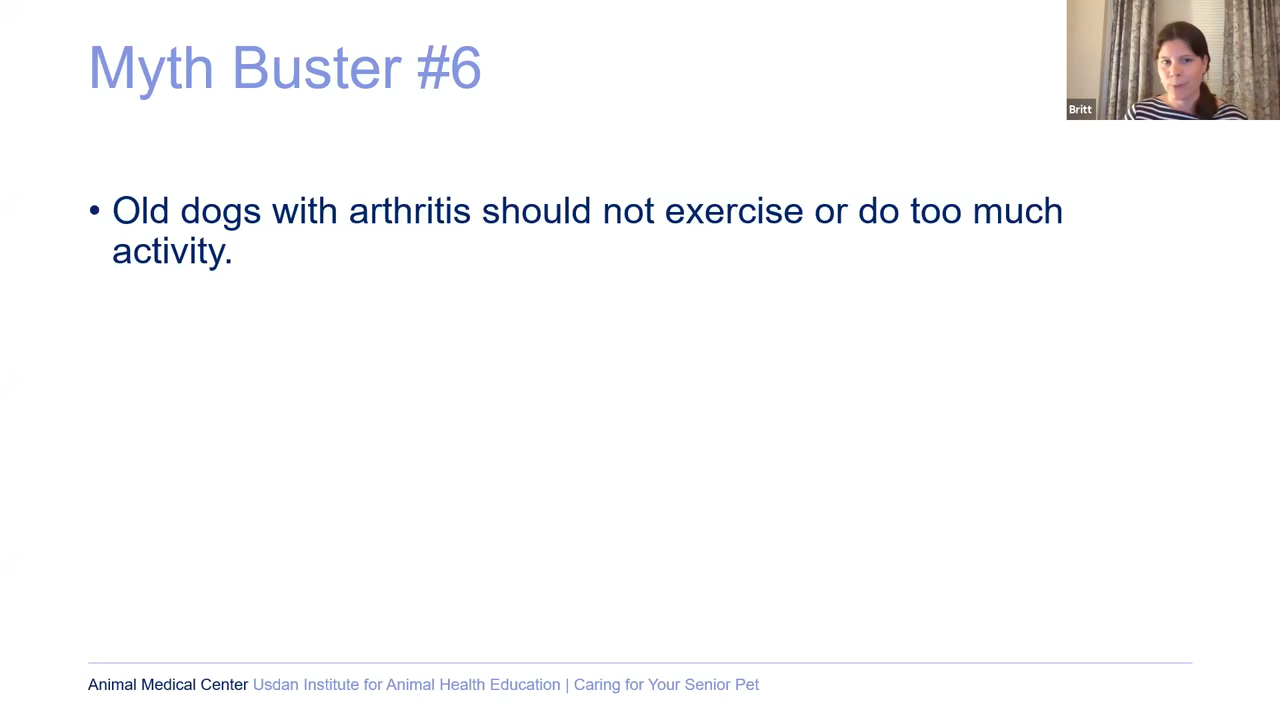 Myth Buster #6
Britt
• Old dogs with arthritis should not exercise or do too much
activity.
Animal Medical Center Usdan Institute for Animal Health Education | Caring for Your Senior Pet